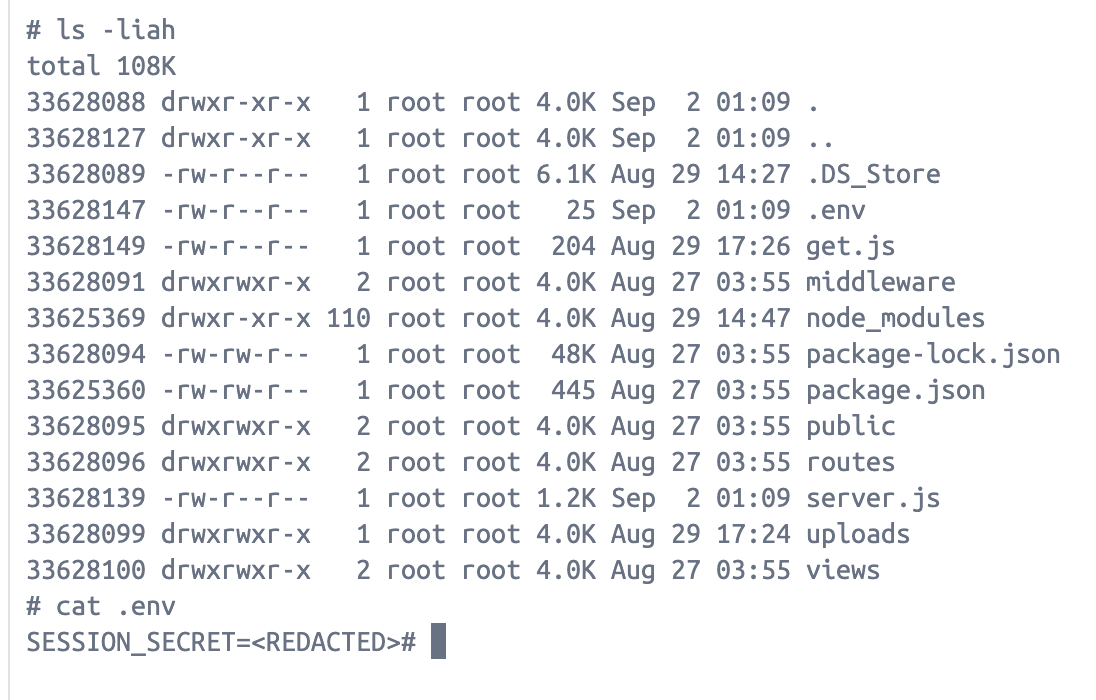 # ls -liah
total 108K
33628088 drwxr-xr-x   1 root root 4.0K Sep  2 01:09 .
33628127 drwxr-xr-x   1 root root 4.0K Sep  2 01:09 ..
33628089 -rw-r--r--   1 root root 6.1K Aug 29 14:27 .DS_Store
33628147 -rw-r--r--   1 root root   25 Sep  2 01:09 .env
33628149 -rw-r--r--   1 root root  204 Aug 29 17:26 get.js
33628091 drwxrwxr-x   2 root root 4.0K Aug 27 03:55 middleware
33625369 drwxr-xr-x 110 root root 4.0K Aug 29 14:47 node_modules
33628094 -rw-rw-r--   1 root root  48K Aug 27 03:55 package-lock.json
33625360 -rw-rw-r--   1 root root  445 Aug 27 03:55 package.json
33628095 drwxrwxr-x   2 root root 4.0K Aug 27 03:55 public
33628096 drwxrwxr-x   2 root root 4.0K Aug 27 03:55 routes
33628139 -rw-r--r--   1 root root 1.2K Sep  2 01:09 server.js
33628099 drwxrwxr-x   1 root root 4.0K Aug 29 17:24 uploads
33628100 drwxrwxr-x   2 root root 4.0K Aug 27 03:55 views
# cat .env
SESSION_SECRET=<REDACTED>#